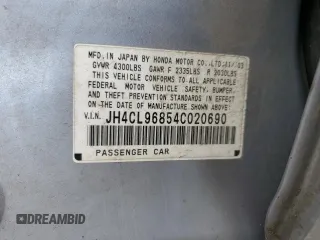 MFD. IN JAPAN BY HONDA MOTOR CO., LTD.
GVWR 4300LBS GAWR F 2335LBS R 2030LBS
THIS VEHICLE CONFORMS TO ALL APPLICABLE
FEDERAL MOTOR VEHICLE SAFETY, BUMPER,
AND THEFT PREVENTION STANDARDS IN EFFECT
ON THE DATE OF MANUFACTURE SHOWN ABOVE.
V.I.N. JH4CL96854C020690
PASSENGER CAR
© DREAMBID